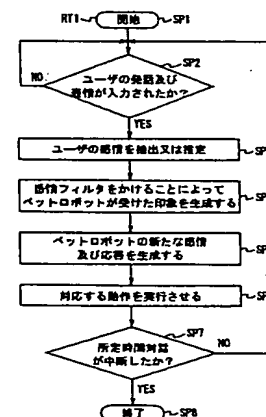 RT1 開始 SP1
SP2
ユーザの発話及び
感情が入力されたか?
NO
YES
ユーザの感情を抽出又は推定 SP
感情フィルタをかけることによって
ペットロボットが受けた印象を生成する SP
ペットロボットの新たな感情
及び応答を生成する SP
対応する動作を実行させる SP
SP7
所定時間対話
が中断したか?
NO
YES
終了 SP8